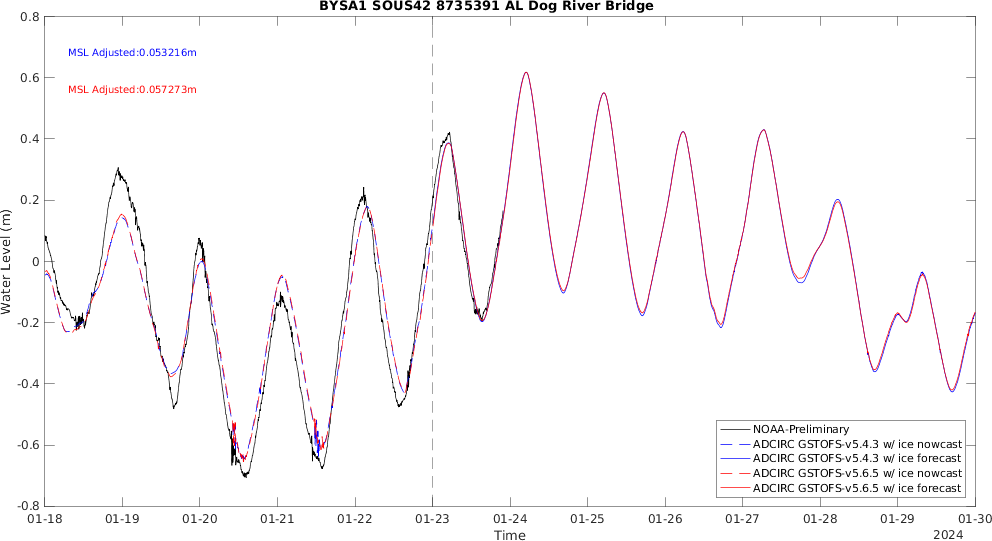 BYSA1 SOUS42 8735391 AL Dog River Bridge
MSL Adjusted:0.053216m
MSL Adjusted:0.057273m
Water Level (m)
0.8
0.6
0.4
0.2
0
-0.2
-0.4
-0.6
-0.8
NOAA-Preliminary
ADCIRC GSTOFS-v5.4.3 w/ ice nowcast
ADCIRC GSTOFS-v5.4.3 w/ ice forecast
ADCIRC GSTOFS-v5.6.5 w/ ice nowcast
ADCIRC GSTOFS-v5.6.5 w/ ice forecast
01-18 01-19 01-20 01-21 01-22 01-23 01-24 01-25 01-26 01-27 01-28 01-29 01-30
Time
2024